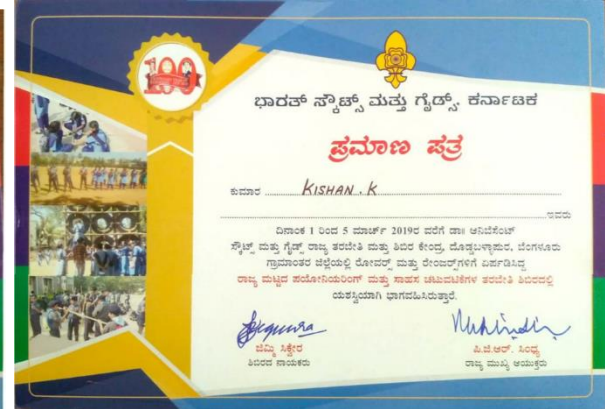 100
ಭಾರತ್ ಸ್ಕೌಟ್ಸ್ ಮತ್ತು ಗೈಡ್ಸ್, ಕರ್ನಾಟಕ
ಪ್ರಮಾಣ ಪತ್ರ
ಕುಮಾರ KISHAN.K
ಇವರು
ದಿನಾಂಕ 1 ರಿಂದ 5 ಮಾರ್ಚ್ 2019ರ ವರೆಗೆ ಡಾ॥ ಆನಿಬೆಸೆಂಟ್
ಸ್ಕೌಟ್ಸ್ ಮತ್ತು ಗೈಡ್ಸ್ ರಾಜ್ಯ ತರಬೇತಿ ಮತ್ತು ಶಿಬಿರ ಕೇಂದ್ರ, ದೊಡ್ಡಬಳ್ಳಾಪುರ, ಬೆಂಗಳೂರು
ಗ್ರಾಮಾಂತರ ಜಿಲ್ಲೆಯಲ್ಲಿ ರೋವರ್ಸ್ ಮತ್ತು ರೇಂಜರ್ಸ್‌ಗಳಿಗೆ ಏರ್ಪಡಿಸಿದ್ದ
ರಾಜ್ಯ ಮಟ್ಟದ ಪಯೋನಿಯರಿಂಗ್ ಮತ್ತು ಸಾಹಸ ಚಟುವಟಿಕೆಗಳ ತರಬೇತಿ ಶಿಬಿರದಲ್ಲಿ
ಯಶಸ್ವಿಯಾಗಿ ಭಾಗವಹಿಸಿರುತ್ತಾರೆ.
ಜಿಮ್ಮಿ ಸಿಕ್ವೇರ
ಶಿಬಿರದ ನಾಯಕರು
ಪಿ.ಜಿ.ಆರ್. ಸಿಂಧ್ಯ
ರಾಜ್ಯ ಮುಖ್ಯ ಆಯುಕ್ತರು